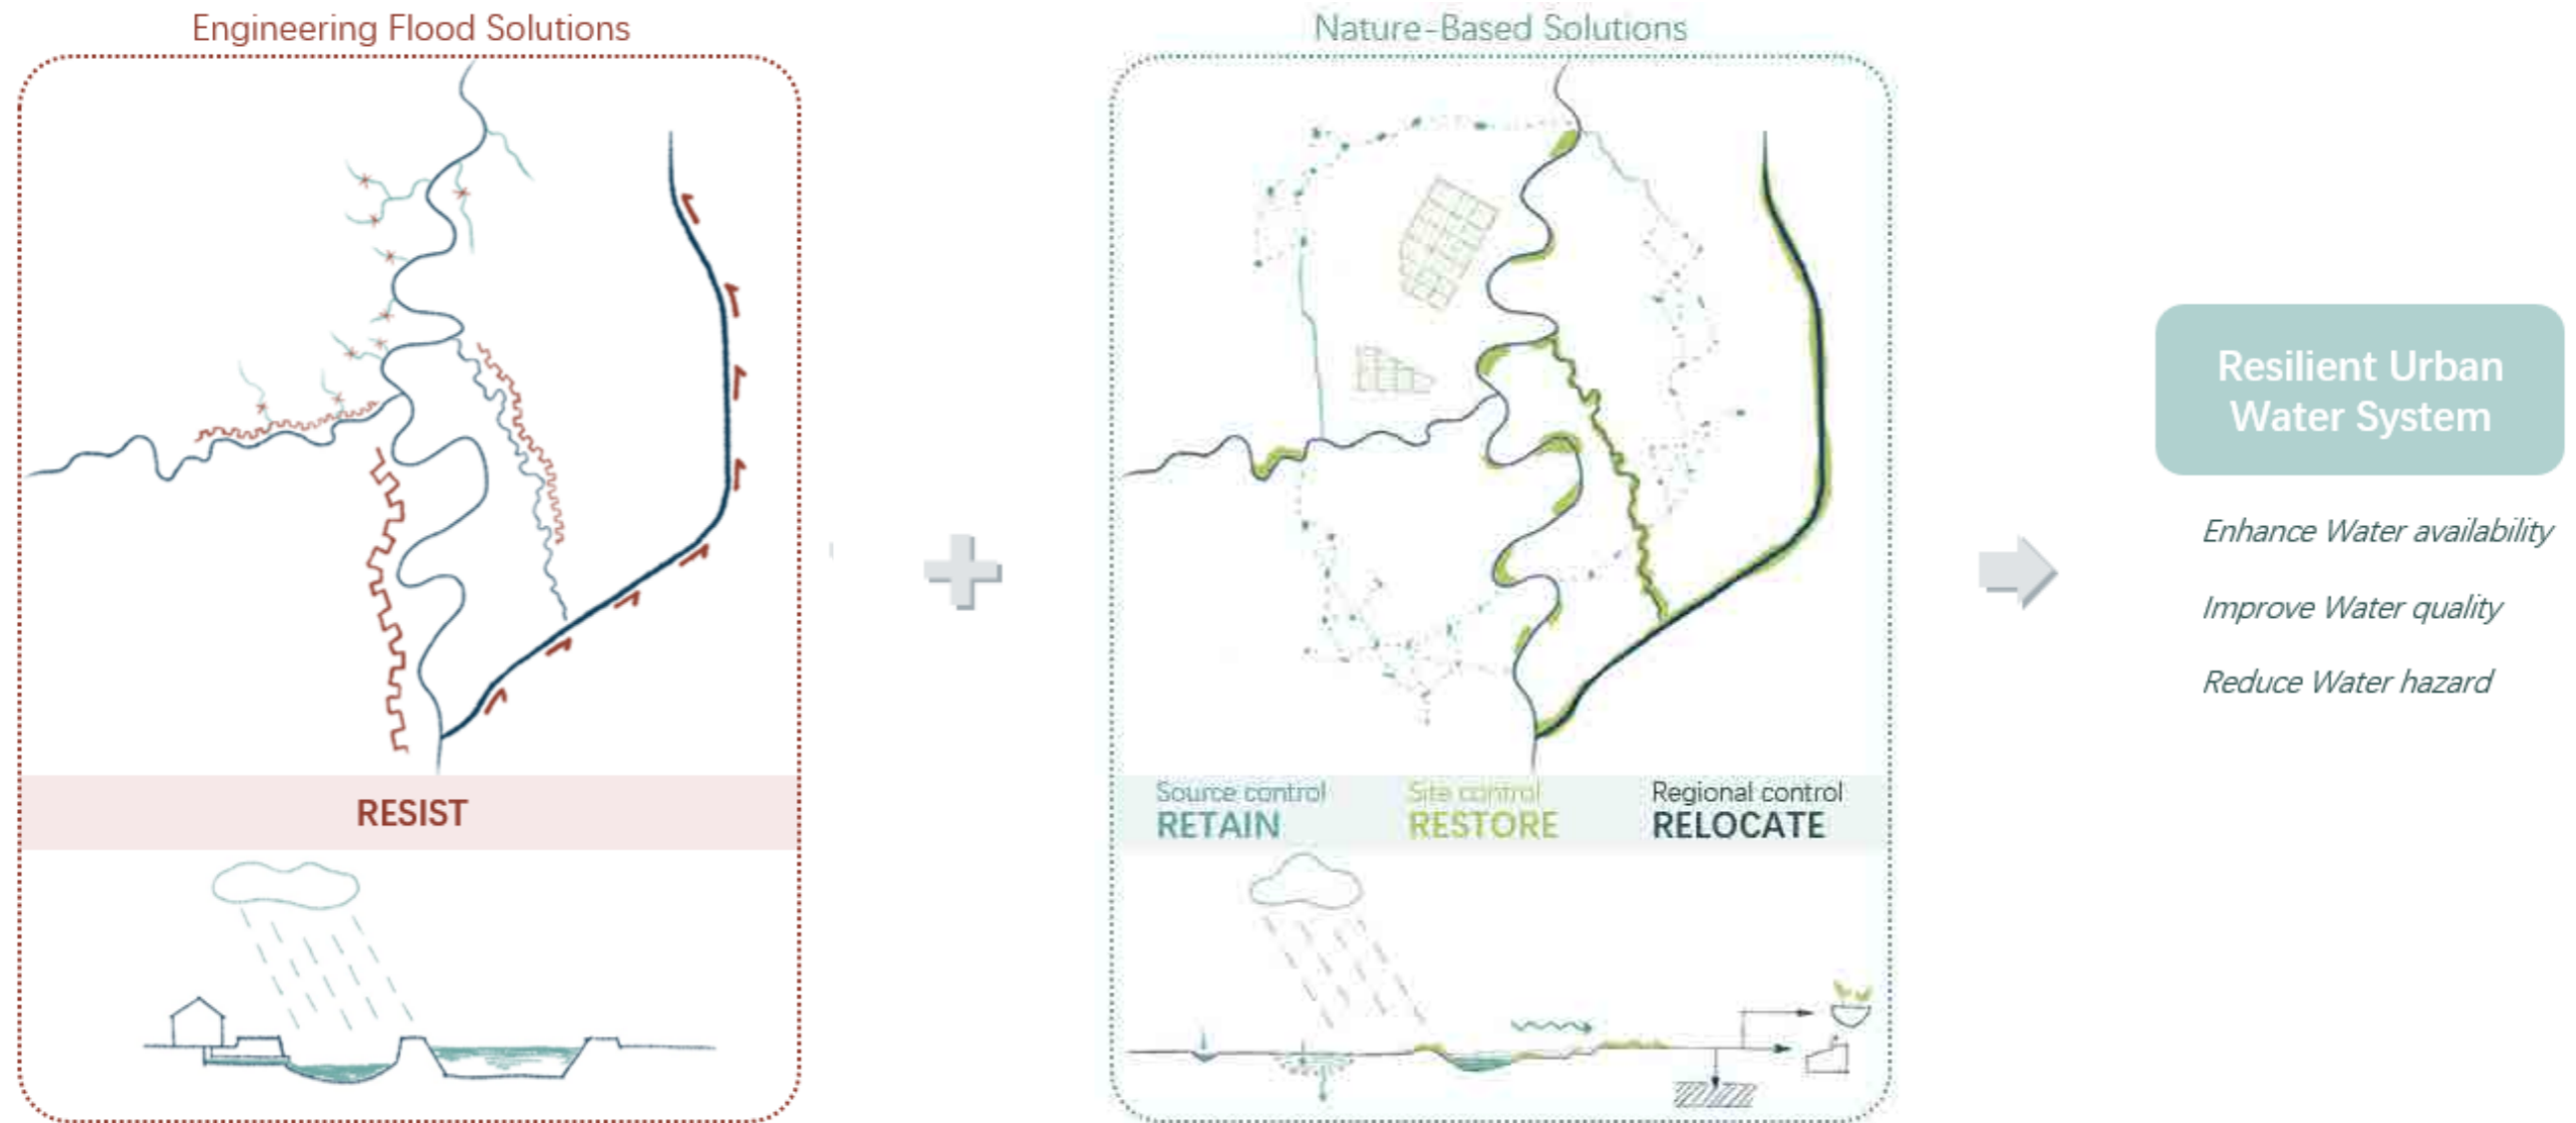 Engineering Flood Solutions
Nature-Based Solutions
RESIST
Source control
RETAIN
Site control
RESTORE
Regional control
RELOCATE
Resilient Urban
Water System
Enhance Water availability
Improve Water quality
Reduce Water hazard